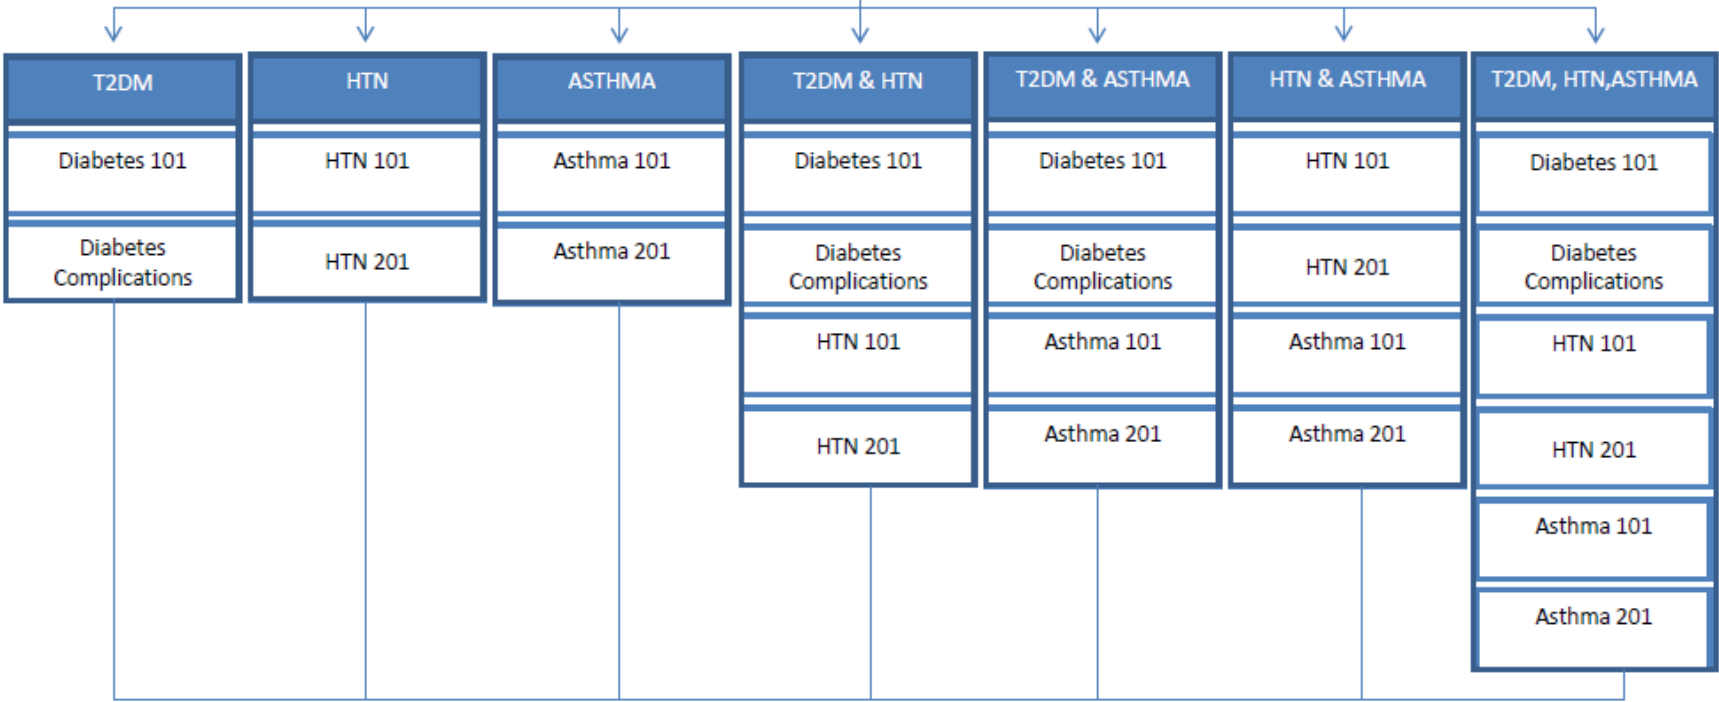 T2DM
Diabetes 101
Diabetes
Complications
HTN
HTN 101
HTN 201
ASTHMA
Asthma 101
Asthma 201
T2DM & HTN
Diabetes 101
Diabetes
Complications
HTN 101
HTN 201
T2DM & ASTHMA
Diabetes 101
Diabetes
Complications
Asthma 101
Asthma 201
HTN & ASTHMA
HTN 101
HTN 201
Asthma 101
Asthma 201
T2DM, HTN,ASTHMA
Diabetes 101
Diabetes
Complications
HTN 101
HTN 201
Asthma 101
Asthma 201